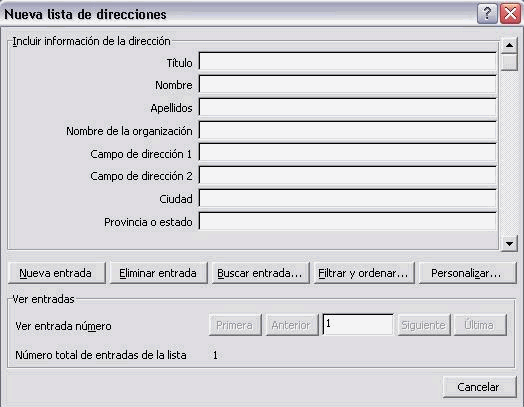 Nueva lista de direcciones
Incluir información de la dirección
Título
Nombre
Apellidos
Nombre de la organización
Campo de dirección 1
Campo de dirección 2
Ciudad
Provincia o estado
Nueva entrada Eliminar entrada Buscar entrada... Filtrar y ordenar... Personalizar...
Ver entradas
Ver entrada número Primera Anterior 1 Siguiente Última
Número total de entradas de la lista 1
Cancelar